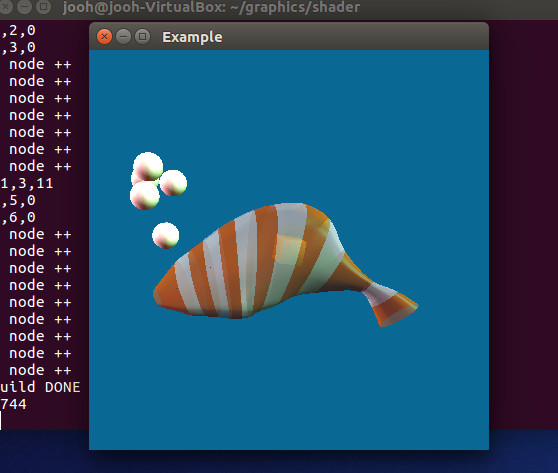 jooh@jooh-VirtualBox: ~/graphics/shader
Example
,2,0
,3,0
node ++
node ++
node ++
node ++
node ++
node ++
node ++
1,3,11
,5,0
,6,0
node ++
node ++
node ++
node ++
node ++
node ++
node ++
node ++
node ++
uild DONE
744